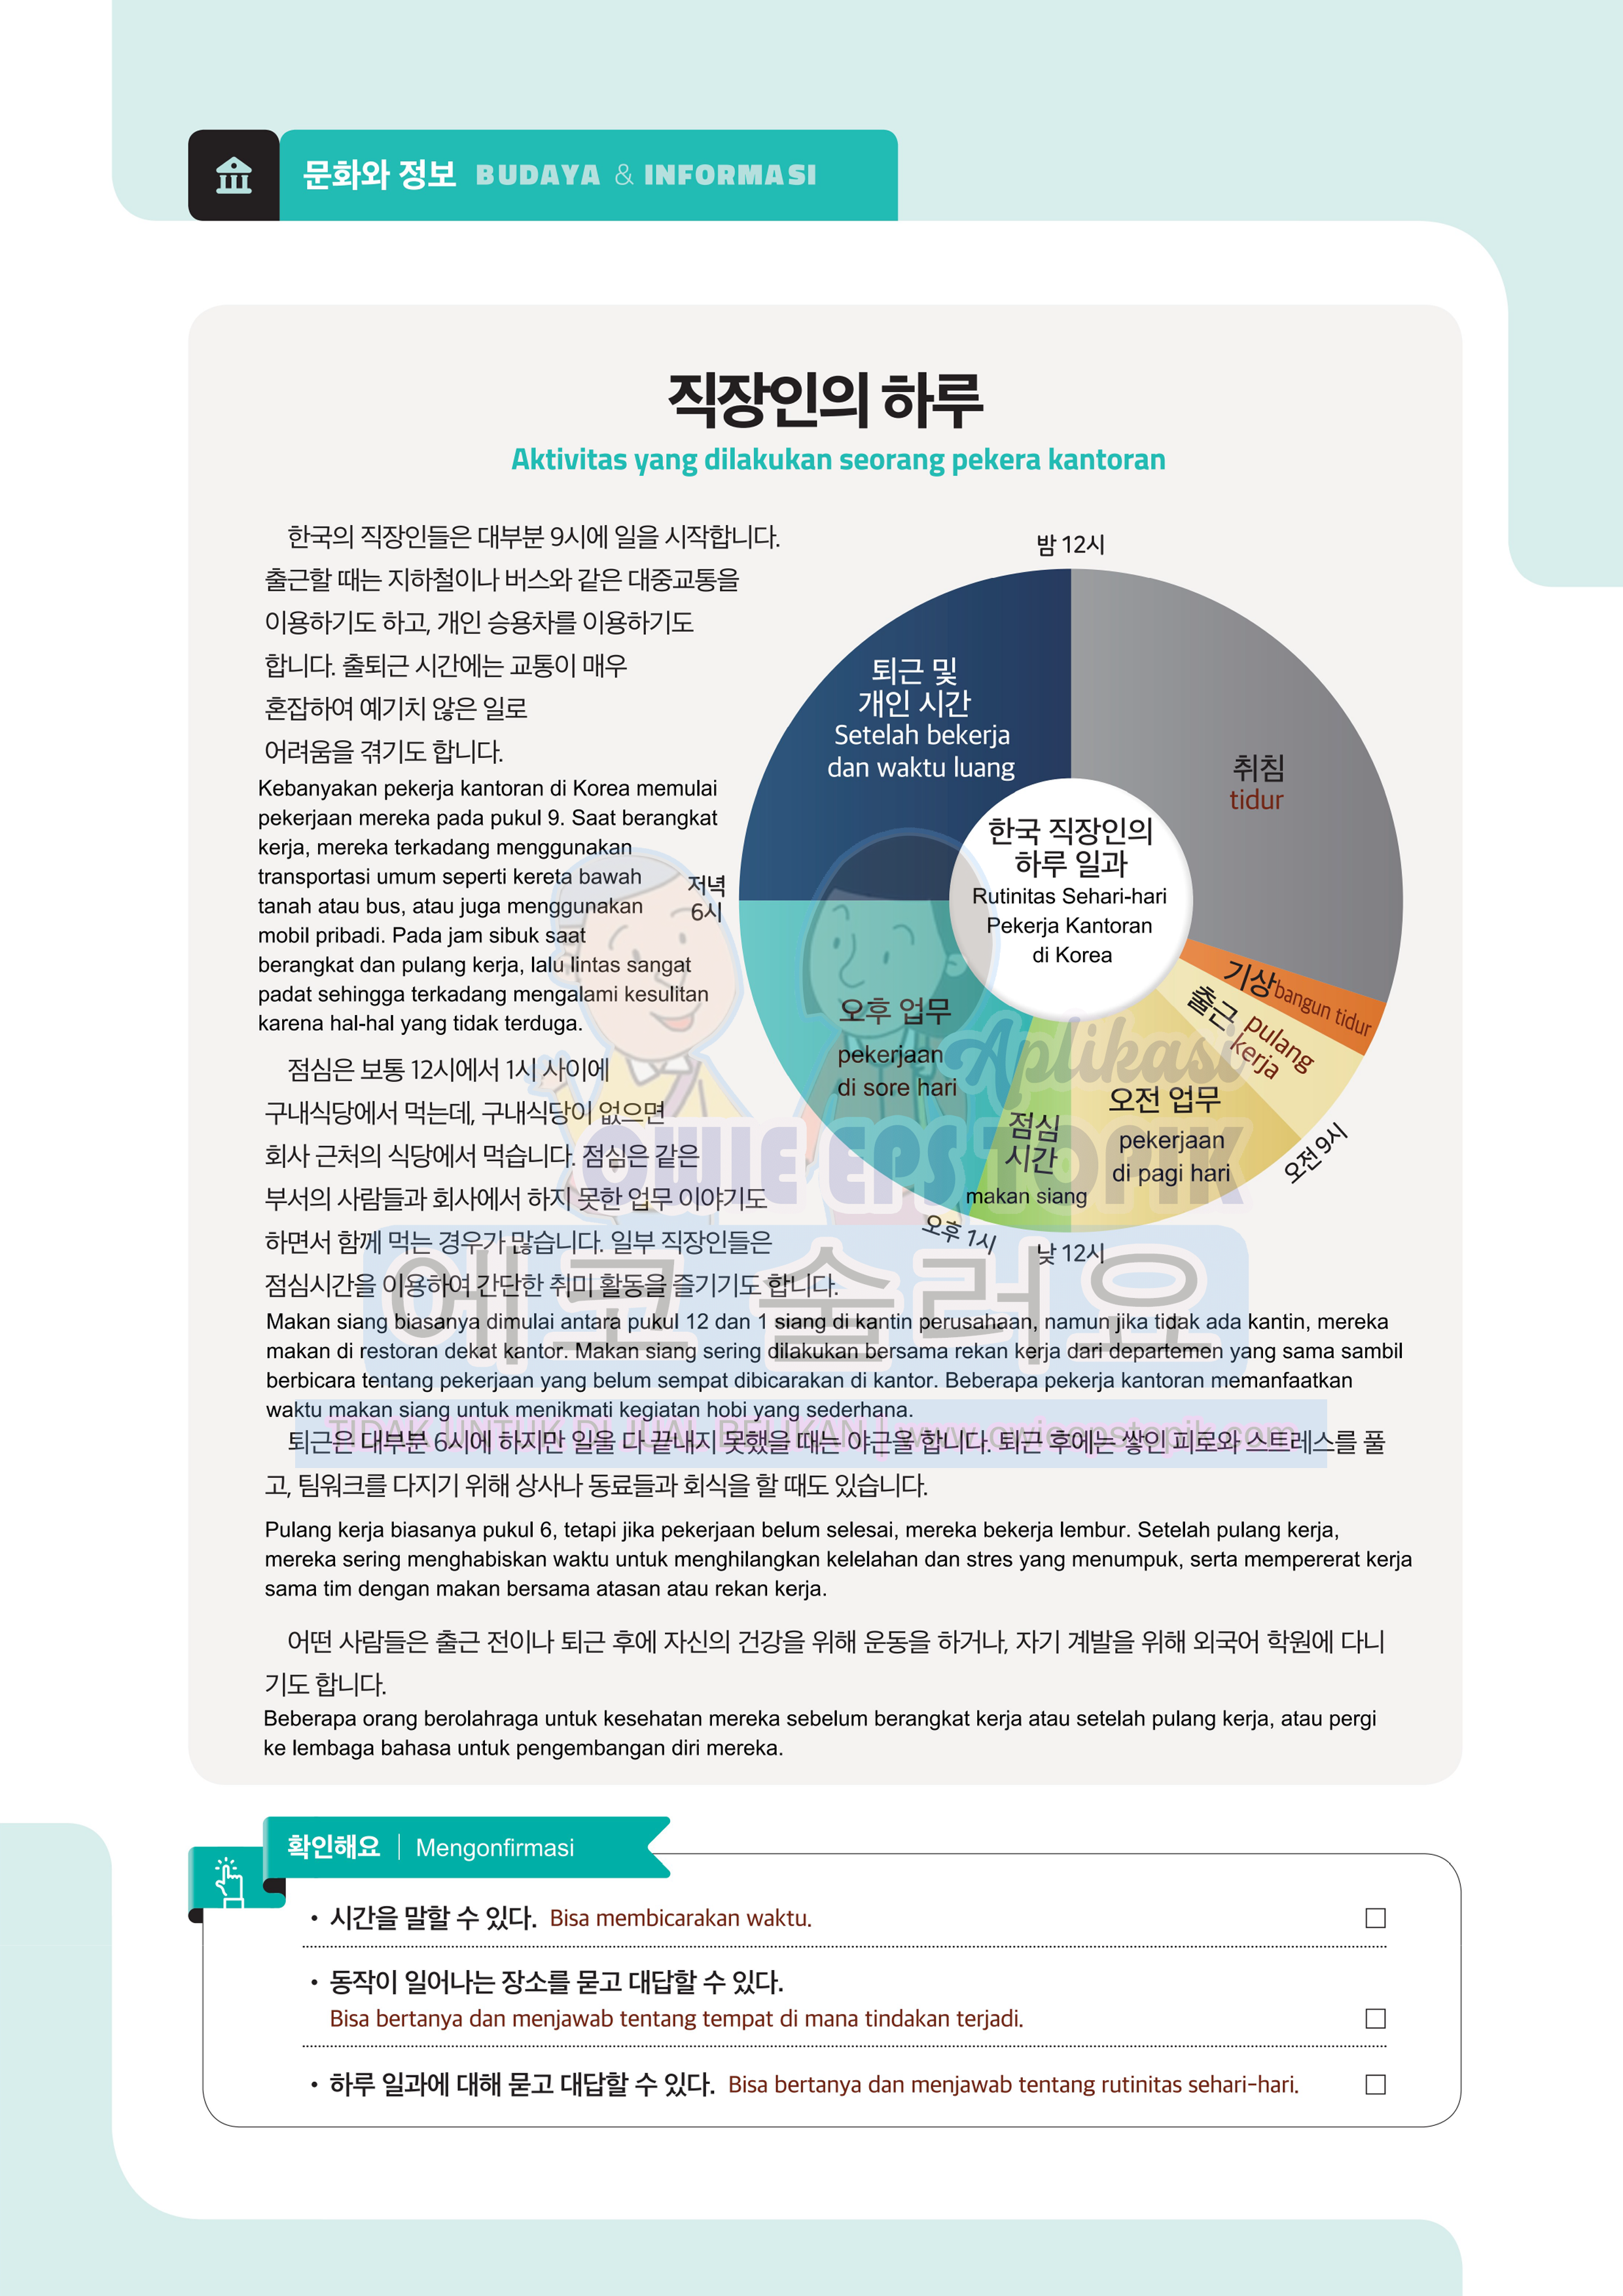 문화와 정보 BUDAYA & INFORMASI
직장인의 하루
Aktivitas yang dilakukan seorang pekera kantoran
한국의 직장인들은 대부분 9시에 일을 시작합니다.
출근할 때는 지하철이나 버스와 같은 대중교통을
이용하기도 하고, 개인 승용차를 이용하기도
합니다. 출퇴근 시간에는 교통이 매우
혼잡하여 예기치 않은 일로
어려움을 겪기도 합니다.
Kebanyakan pekerja kantoran di Korea memulai
pekerjaan mereka pada pukul 9. Saat berangkat
kerja, mereka terkadang menggunakan
transportasi umum seperti kereta bawah
tanah atau bus, atau juga menggunakan
mobil pribadi. Pada jam sibuk saat
berangkat dan pulang kerja, lalu lintas sangat
padat sehingga terkadang mengalami kesulitan
karena hal-hal yang tidak terduga.
밤 12시
퇴근 및
개인 시간
Setelah bekerja
dan waktu luang
취침
tidur
한국 직장인의
하루 일과
Rutinitas Sehari-hari
Pekerja Kantoran
di Korea
저녁
6시
기상 bangun tidur
출근 pulang
kerja
오후 업무
pekerjaan
di sore hari
오전 업무
pekerjaan
di pagi hari
점심
시간
makan siang
오전 9시
오후 1시
낮 12시
점심은 보통 12시에서 1시 사이에
구내식당에서 먹는데, 구내식당이 없으면
회사 근처의 식당에서 먹습니다. 점심은 같은
부서의 사람들과 회사에서 하지 못한 업무 이야기도
하면서 함께 먹는 경우가 많습니다. 일부 직장인들은
점심시간을 이용하여 간단한 취미 활동을 즐기기도 합니다.
Aplikasi
OWIE EPS TOPIK
에코 술러요
Makan siang biasanya dimulai antara pukul 12 dan 1 siang di kantin perusahaan, namun jika tidak ada kantin, mereka
makan di restoran dekat kantor. Makan siang sering dilakukan bersama rekan kerja dari departemen yang sama sambil
berbicara tentang pekerjaan yang belum sempat dibicarakan di kantor. Beberapa pekerja kantoran memanfaatkan
waktu makan siang untuk menikmati kegiatan hobi yang sederhana.
TIDAK UNTUK DI JUAL BELIKAN | www.owieepstopik.com
퇴근은 대부분 6시에 하지만 일을 다 끝내지 못했을 때는 야근을 합니다. 퇴근 후에는 쌓인 피로와 스트레스를 풀
고, 팀워크를 다지기 위해 상사나 동료들과 회식을 할 때도 있습니다.
Pulang kerja biasanya pukul 6, tetapi jika pekerjaan belum selesai, mereka bekerja lembur. Setelah pulang kerja,
mereka sering menghabiskan waktu untuk menghilangkan kelelahan dan stres yang menumpuk, serta mempererat kerja
sama tim dengan makan bersama atasan atau rekan kerja.
어떤 사람들은 출근 전이나 퇴근 후에 자신의 건강을 위해 운동을 하거나, 자기 계발을 위해 외국어 학원에 다니
기도 합니다.
Beberapa orang berolahraga untuk kesehatan mereka sebelum berangkat kerja atau setelah pulang kerja, atau pergi
ke lembaga bahasa untuk pengembangan diri mereka.
확인해요 | Mengonfirmasi
• 시간을 말할 수 있다. Bisa membicarakan waktu.
• 동작이 일어나는 장소를 묻고 대답할 수 있다.
Bisa bertanya dan menjawab tentang tempat di mana tindakan terjadi.
• 하루 일과에 대해 묻고 대답할 수 있다. Bisa bertanya dan menjawab tentang rutinitas sehari-hari.